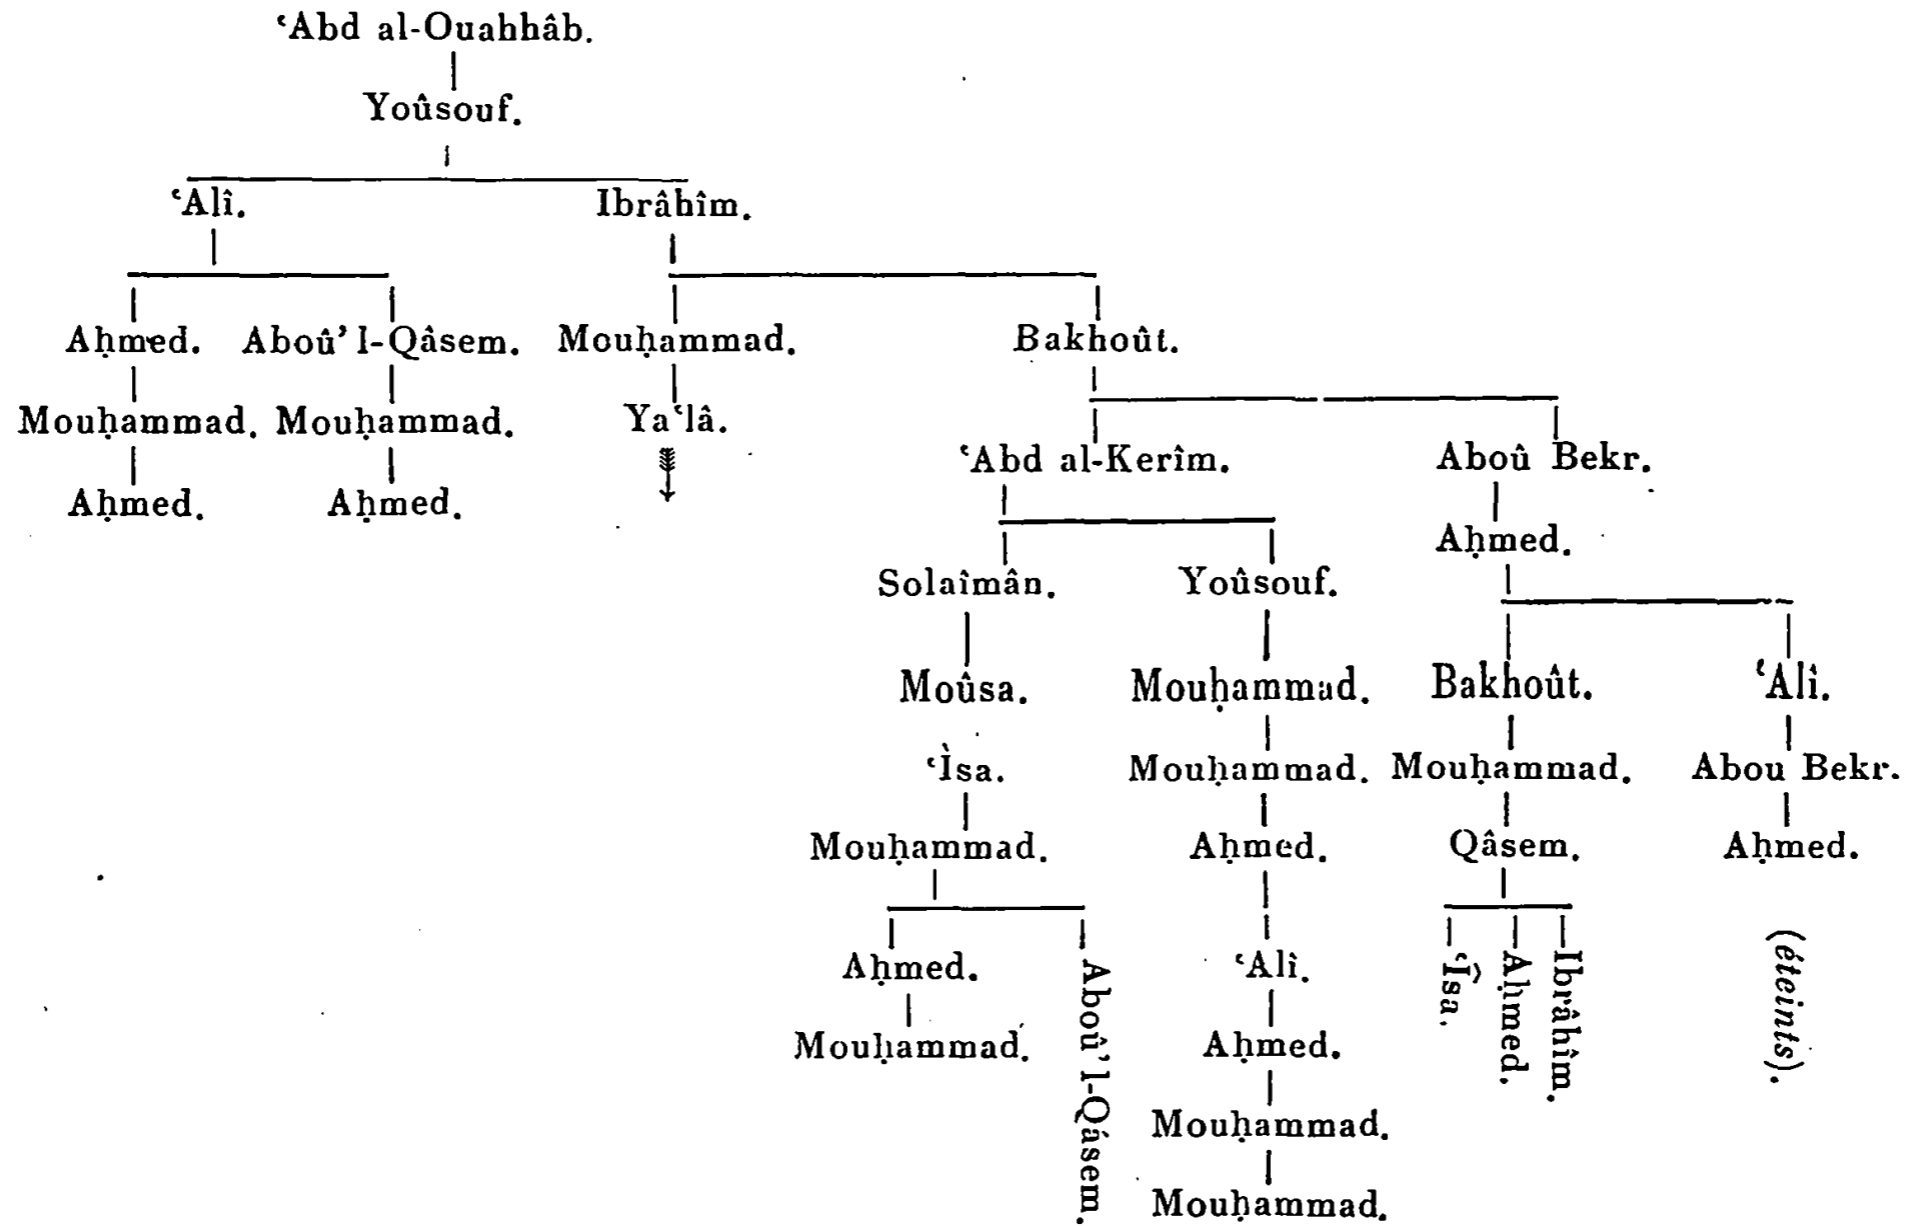 ʿAbd al-Ouahhâb.
Yoûsouf.
ʿAlî. Ibrâhîm.
Aḥmed. Aboû’l-Qâsem. Mouḥammad. Bakhoût.
Mouḥammad. Mouḥammad. Yaʿlâ.
ʿAbd al-Kerîm. Aboû Bekr.
Aḥmed. Aḥmed.
Aḥmed.
Solaîmân. Yoûsouf.
Moûsa. Mouḥammad. Bakhoût. ʿAlî.
ʿÌsa. Mouḥammad. Mouḥammad. Abou Bekr.
Mouḥammad. Aḥmed. Qâsem. Aḥmed.
Aḥmed. Aboû’l-Qâsem. ʿAlî. ʿÎsa. Aḥmed. Ibrâhîm. (éteints).
Mouḥammad. Aḥmed.
Mouḥammad.
Mouḥammad.